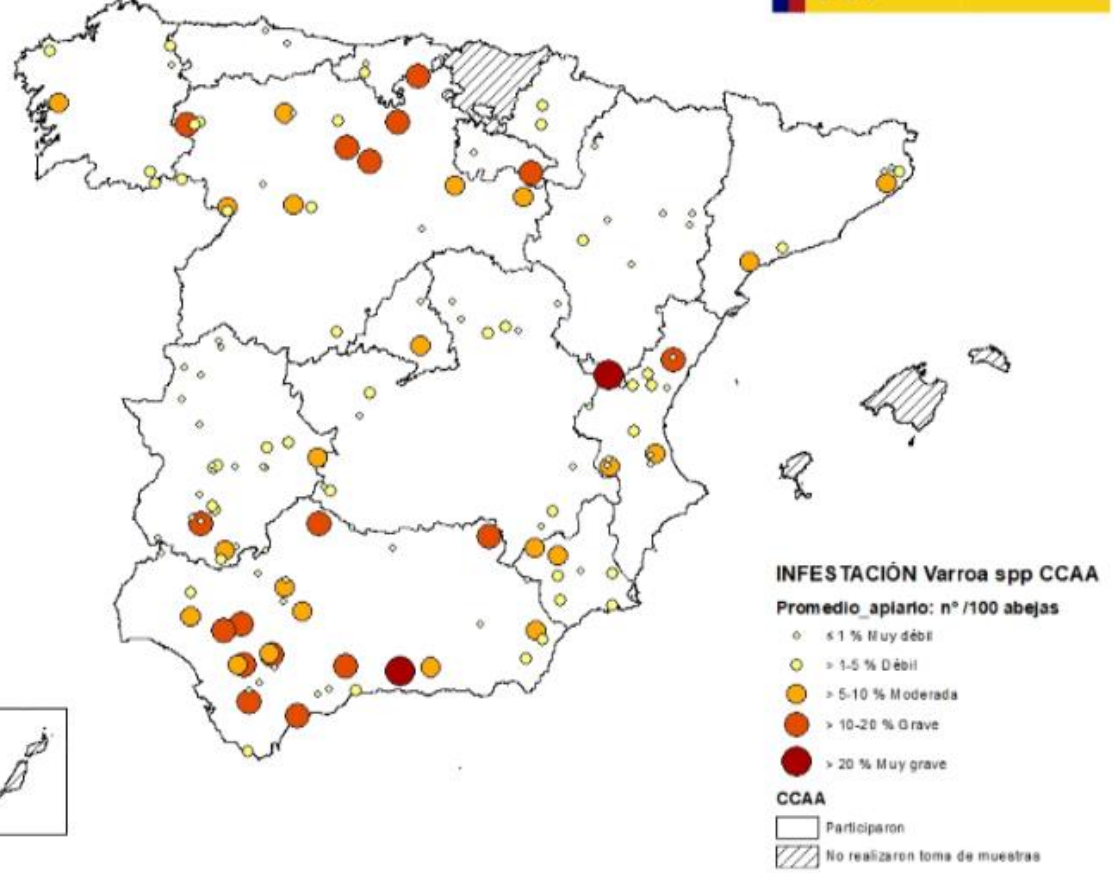 INFESTACIÓN Varroa spp CCAA
Promedio_apiario: nº /100 abejas
≤ 1 % Muy débil
> 1-5 % Débil
> 5-10 % Moderada
> 10-20 % Grave
> 20 % Muy grave
CCAA
Participaron
No realizaron toma de muestras